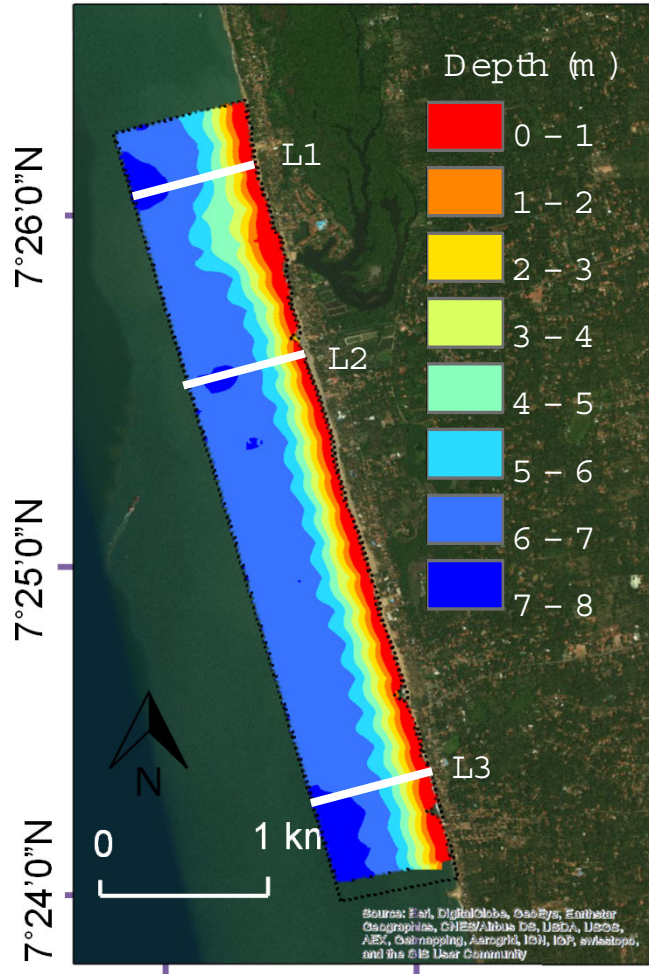 Depth (m)
0 – 1
1 – 2
2 – 3
3 – 4
4 – 5
5 – 6
6 – 7
7 – 8
L1
L2
L3
7°26'0"N
7°25'0"N
7°24'0"N
N
0
1 km
Source: Esri, DigitalGlobe, GeoEye, Earthstar
Geographics, CNES/Airbus DS, USDA, USGS,
AEX, Getmapping, Aerogrid, IGN, IGP, swisstopo,
and the GIS User Community